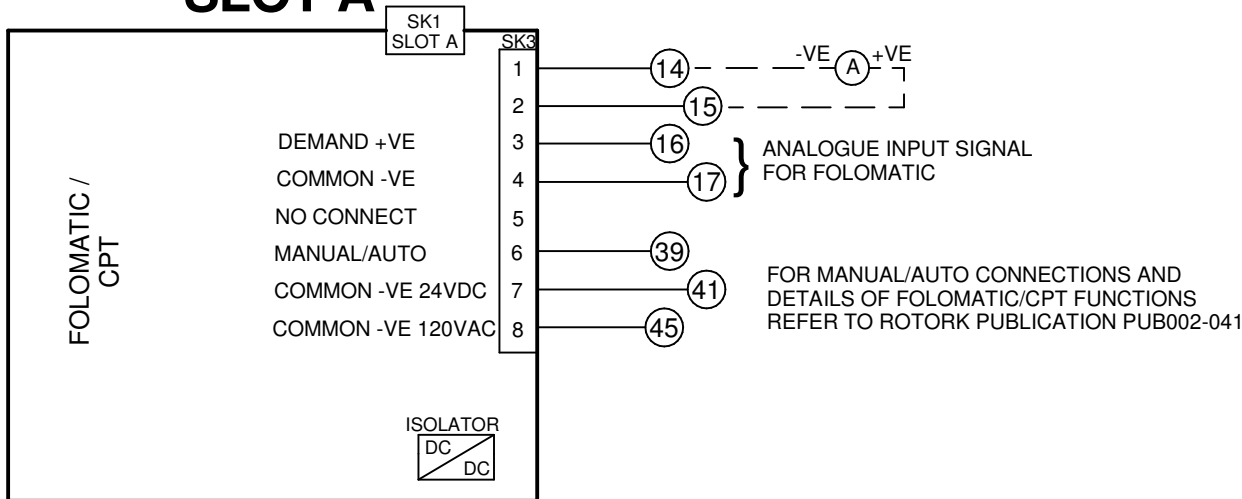 SLOT A
SK1
SLOT A
SK3
1
14
-VE
A
+VE
2
15
DEMAND +VE
3
16
COMMON -VE
4
17
}
ANALOGUE INPUT SIGNAL
FOR FOLOMATIC
NO CONNECT
5
MANUAL/AUTO
6
39
COMMON -VE 24VDC
7
41
COMMON -VE 120VAC
8
45
FOR MANUAL/AUTO CONNECTIONS AND
DETAILS OF FOLOMATIC/CPT FUNCTIONS
REFER TO ROTORK PUBLICATION PUB002-041
FOLOMATIC /
CPT
ISOLATOR
DC
DC